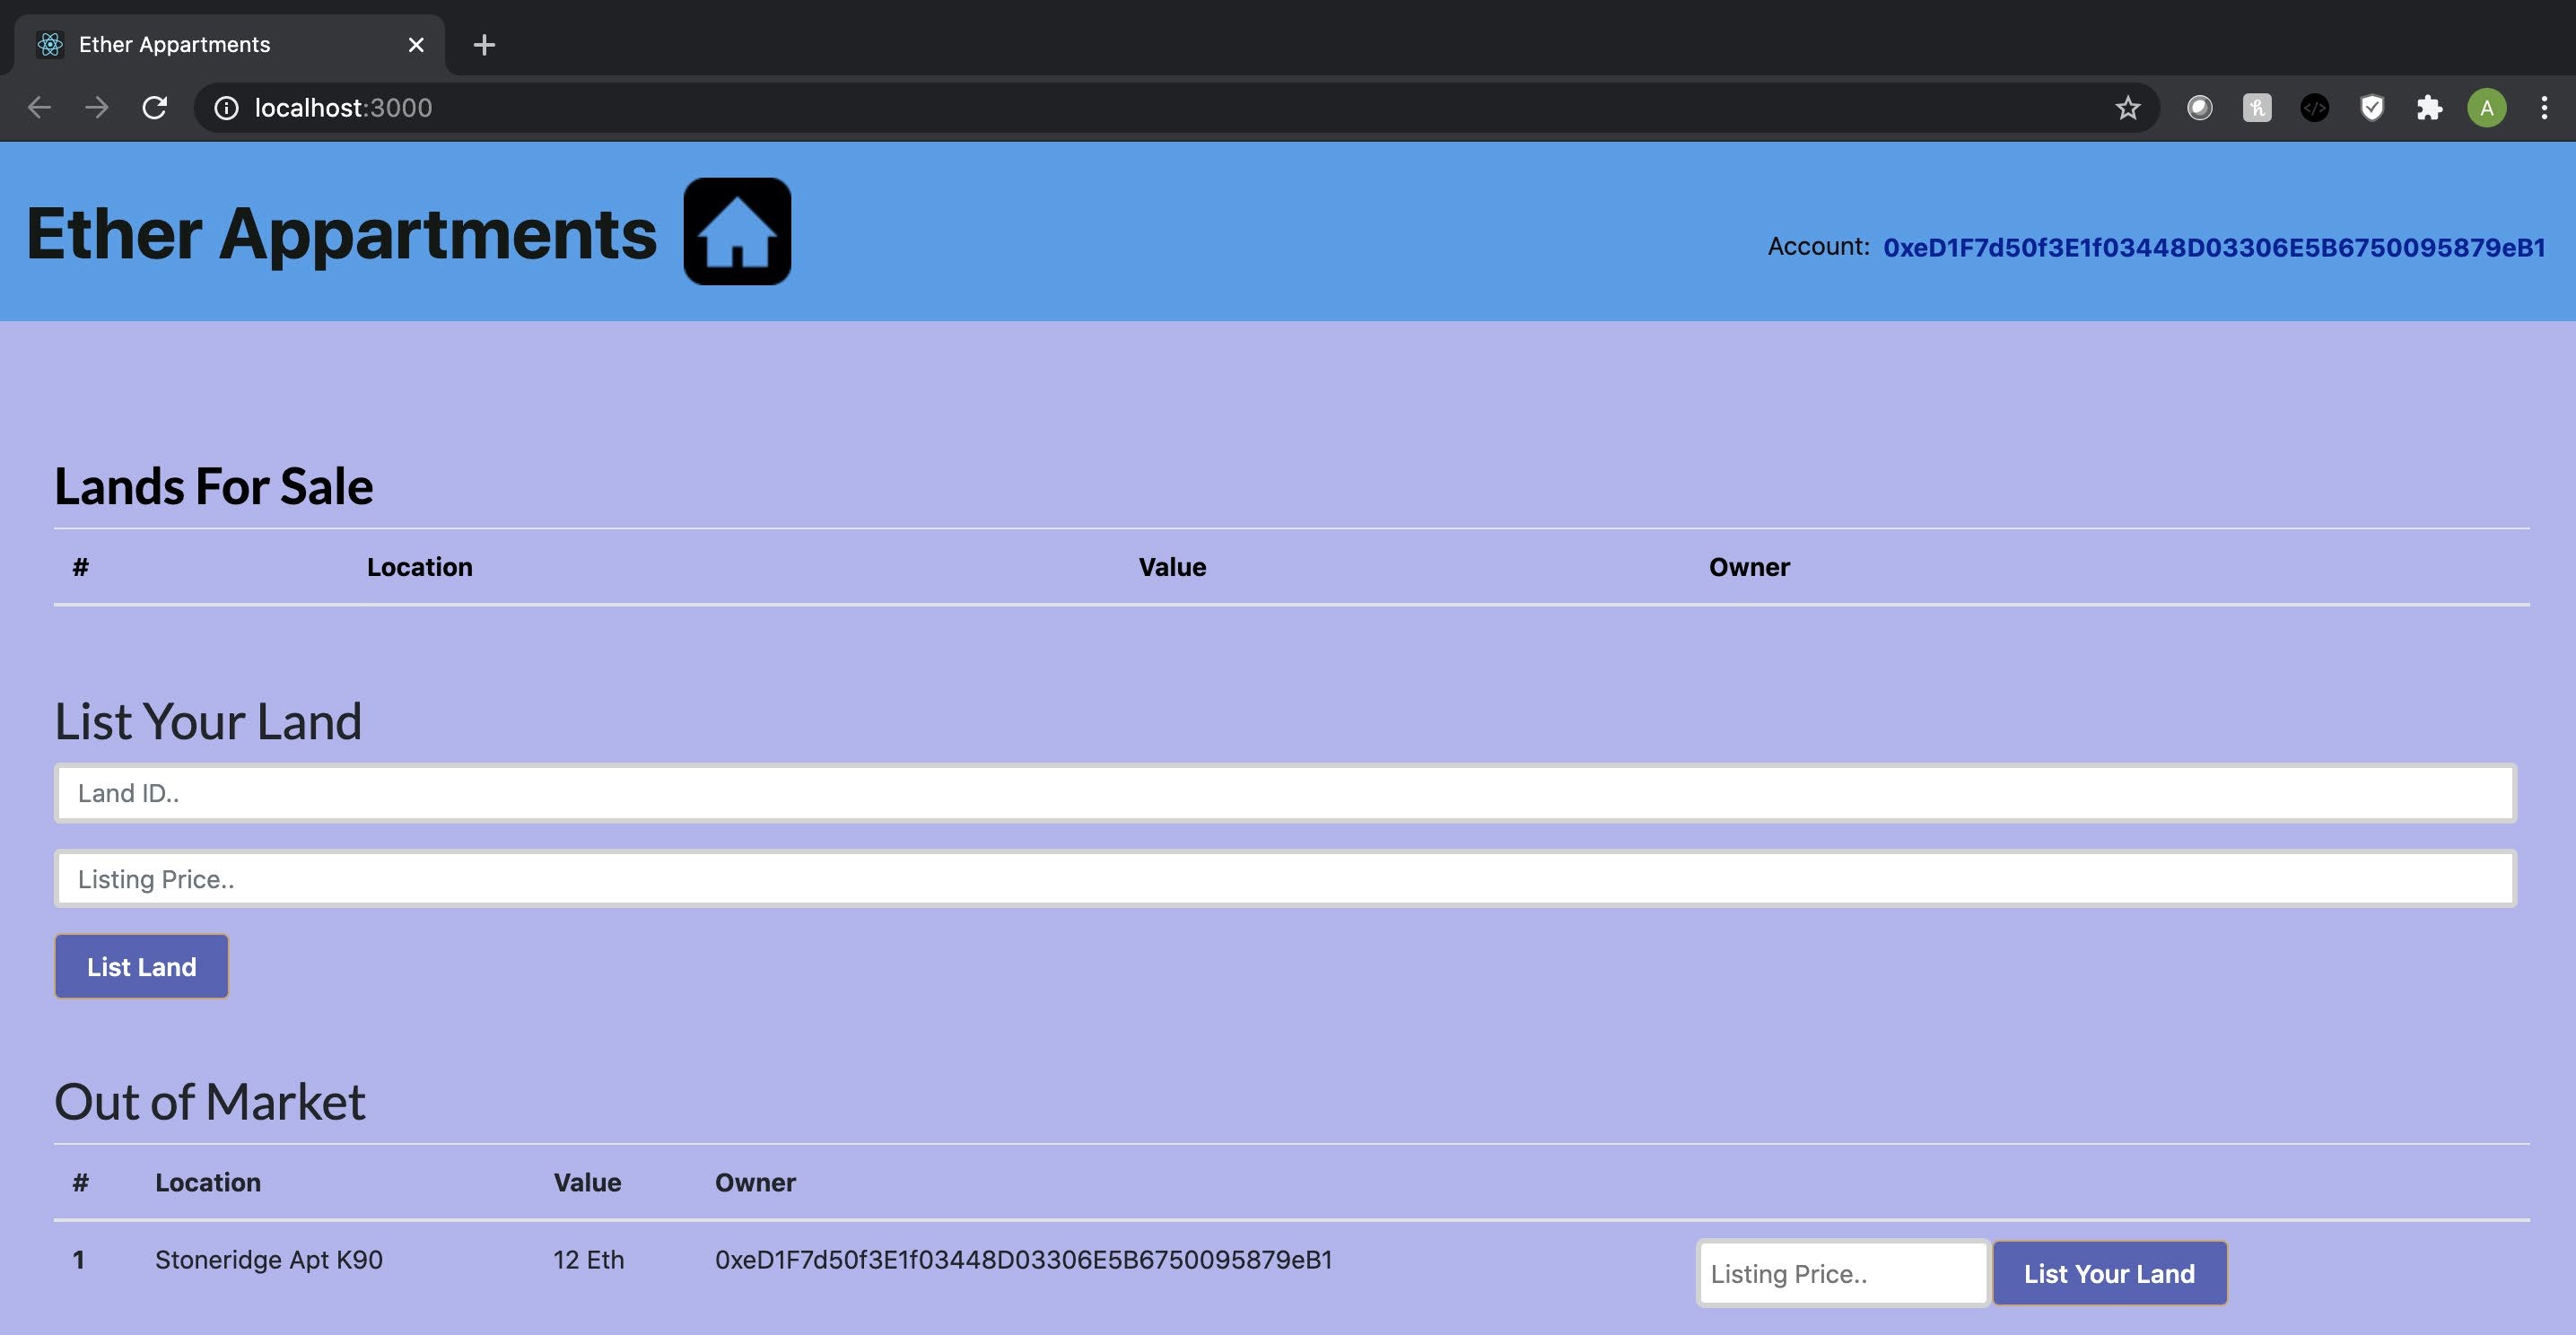 Ether Appartments
localhost:3000
A
Ether Appartments
Account: 0xeD1F7d50f3E1f03448D03306E5B6750095879eB1
Lands For Sale
# Location Value Owner
List Your Land
Land ID..
Listing Price..
List Land
Out of Market
# Location Value Owner
1 Stoneridge Apt K90 12 Eth 0xeD1F7d50f3E1f03448D03306E5B6750095879eB1 Listing Price.. List Your Land